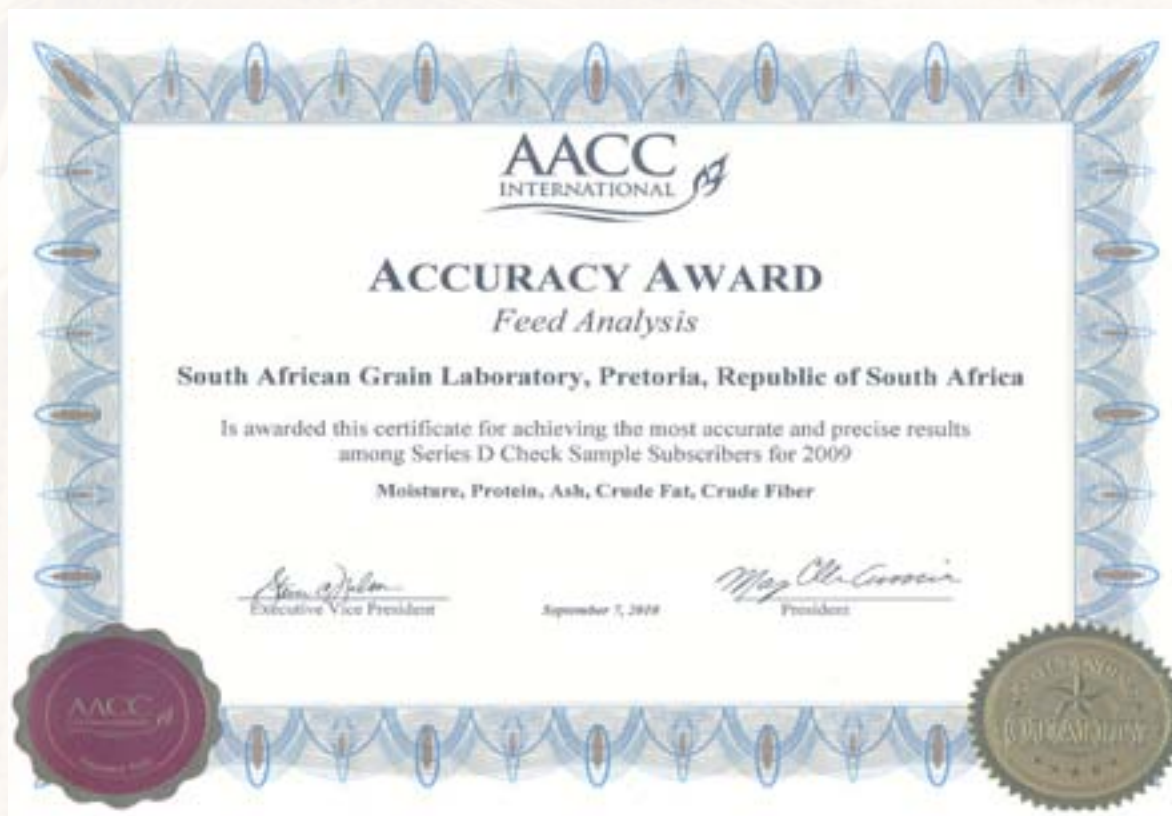 AACC
INTERNATIONAL
ACCURACY AWARD
Feed Analysis
South African Grain Laboratory, Pretoria, Republic of South Africa
Is awarded this certificate for achieving the most accurate and precise results
among Series D Check Sample Subscribers for 2009
Moisture, Protein, Ash, Crude Fat, Crude Fiber
Executive Vice President
September 7, 2010
President
AACC